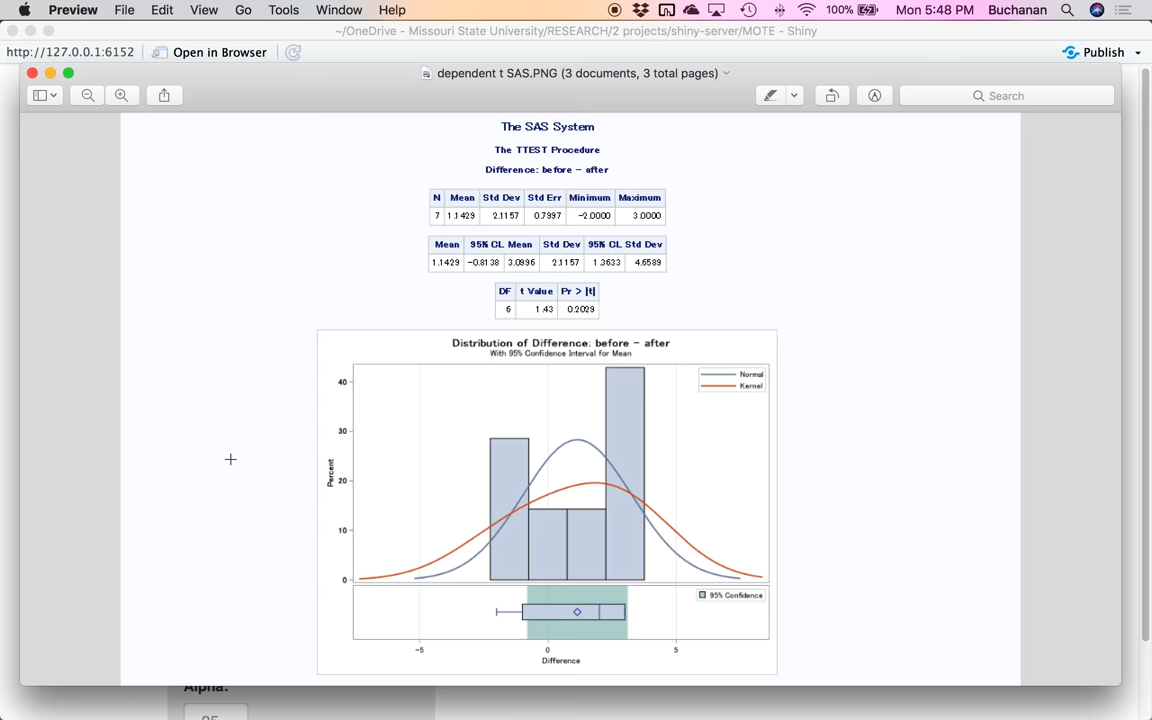 Preview File Edit View Go Tools Window Help 100% Mon 5:48 PM Buchanan
~/OneDrive - Missouri State University/RESEARCH/2 projects/shiny-server/MOTE - Shiny
http://127.0.0.1:6152 Open in Browser Publish
dependent t SAS.PNG (3 documents, 3 total pages)
Search
The SAS System
The TTEST Procedure
Difference: before - after
N Mean Std Dev Std Err Minimum Maximum
7 1.1429 2.1157 0.7997 -2.0000 3.0000
Mean 95% CL Mean Std Dev 95% CL Std Dev
1.1429 -0.8138 3.0996 2.1157 1.3633 4.6589
DF t Value Pr > |t|
6 1.43 0.2029
Distribution of Difference: before - after
With 95% Confidence Interval for Mean
Normal
Kernel
40
30
20
10
0
Percent
95% Confidence
-5 0 5
Difference
Alpha:
.05